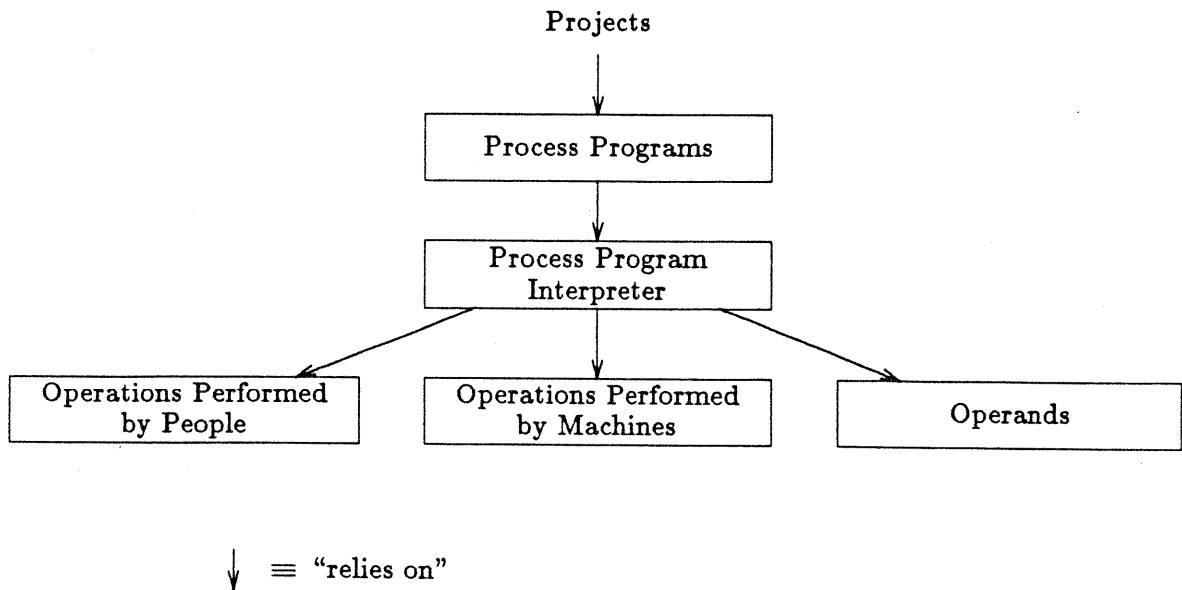 Projects
Process Programs
Process Program
Interpreter
Operations Performed
by People
Operations Performed
by Machines
Operands
≡ “relies on”